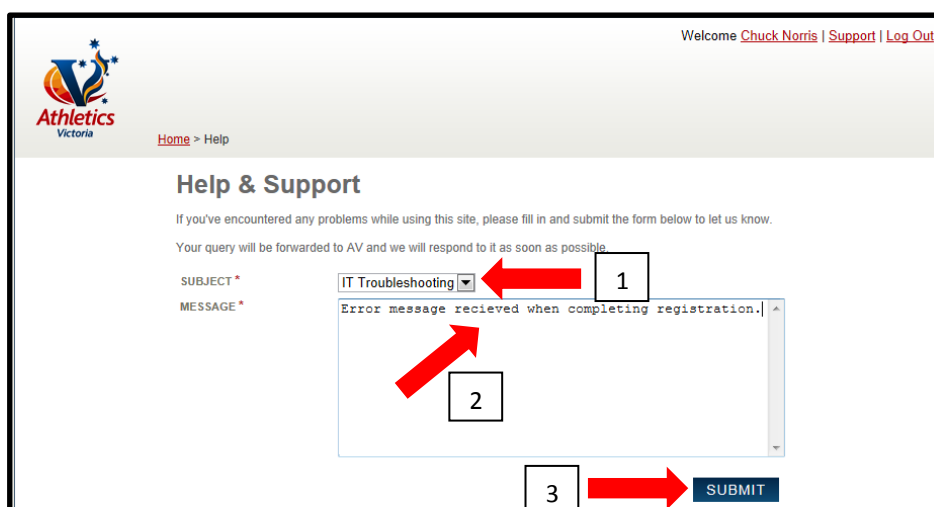 Welcome Chuck Norris | Support | Log Out
Athletics
Victoria
Home > Help
Help & Support
If you've encountered any problems while using this site, please fill in and submit the form below to let us know.
Your query will be forwarded to AV and we will respond to it as soon as possible.
SUBJECT *
IT Troubleshooting
1
MESSAGE *
Error message recieved when completing registration.
2
3
SUBMIT